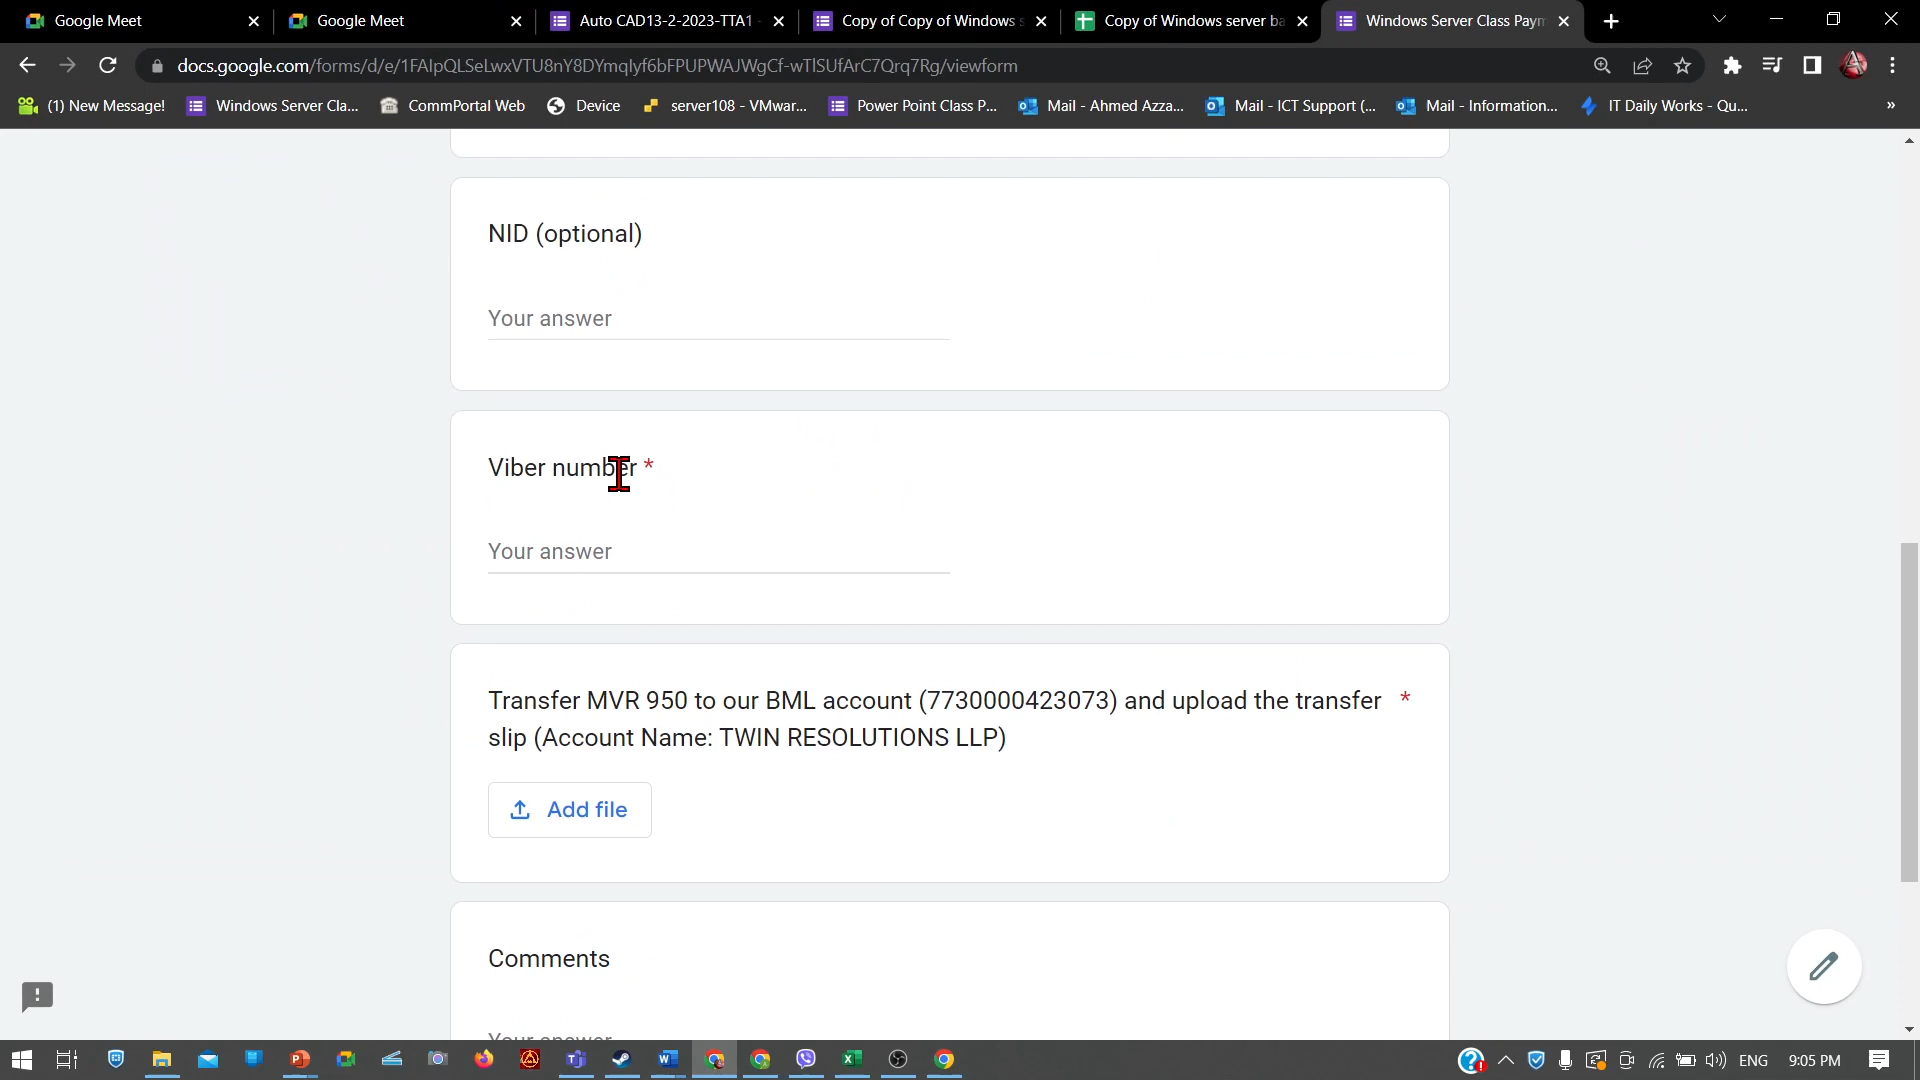 Google Meet
Google Meet
Auto CAD13-2-2023-TTA1 -
Copy of Copy of Windows s
Copy of Windows server ba
Windows Server Class Paym
docs.google.com/forms/d/e/1FAIpQLSeLwxVTU8nY8DYmqlyf6bFPUPWAJWgCf-wTlSUfArC7Qrq7Rg/viewform
(1) New Message!
Windows Server Cla...
CommPortal Web
Device
server108 - VMwar...
Power Point Class P...
Mail - Ahmed Azza...
Mail - ICT Support (...
Mail - Information...
IT Daily Works - Qu...
»
NID (optional)
Your answer
Viber number *
Your answer
Transfer MVR 950 to our BML account (7730000423073) and upload the transfer *
slip (Account Name: TWIN RESOLUTIONS LLP)
Add file
Comments
Your answer
ENG
9:05 PM